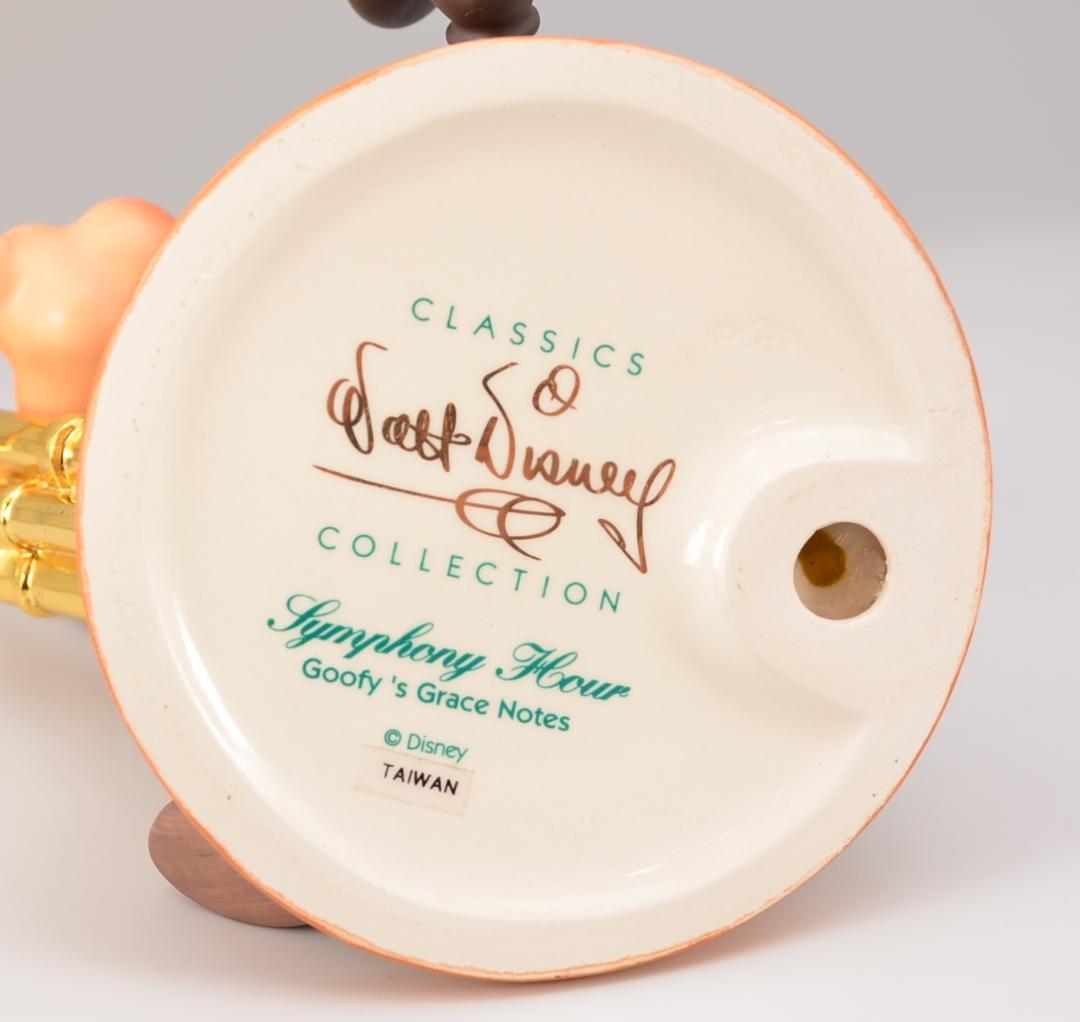 CLASSICS
Walt Disney
COLLECTION
Symphony Hour
Goofy 's Grace Notes
© Disney
TAIWAN